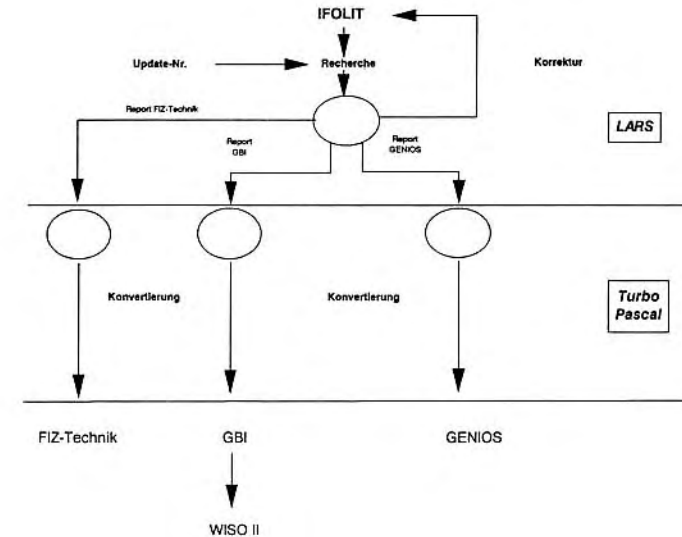 IFOLIT
Update-Nr.
Recherche
Korrektur
Report FIZ-Technik
Report
GBI
Report
GENIOS
LARS
Konvertierung
Konvertierung
Turbo
Pascal
FIZ-Technik
GBI
GENIOS
WISO II